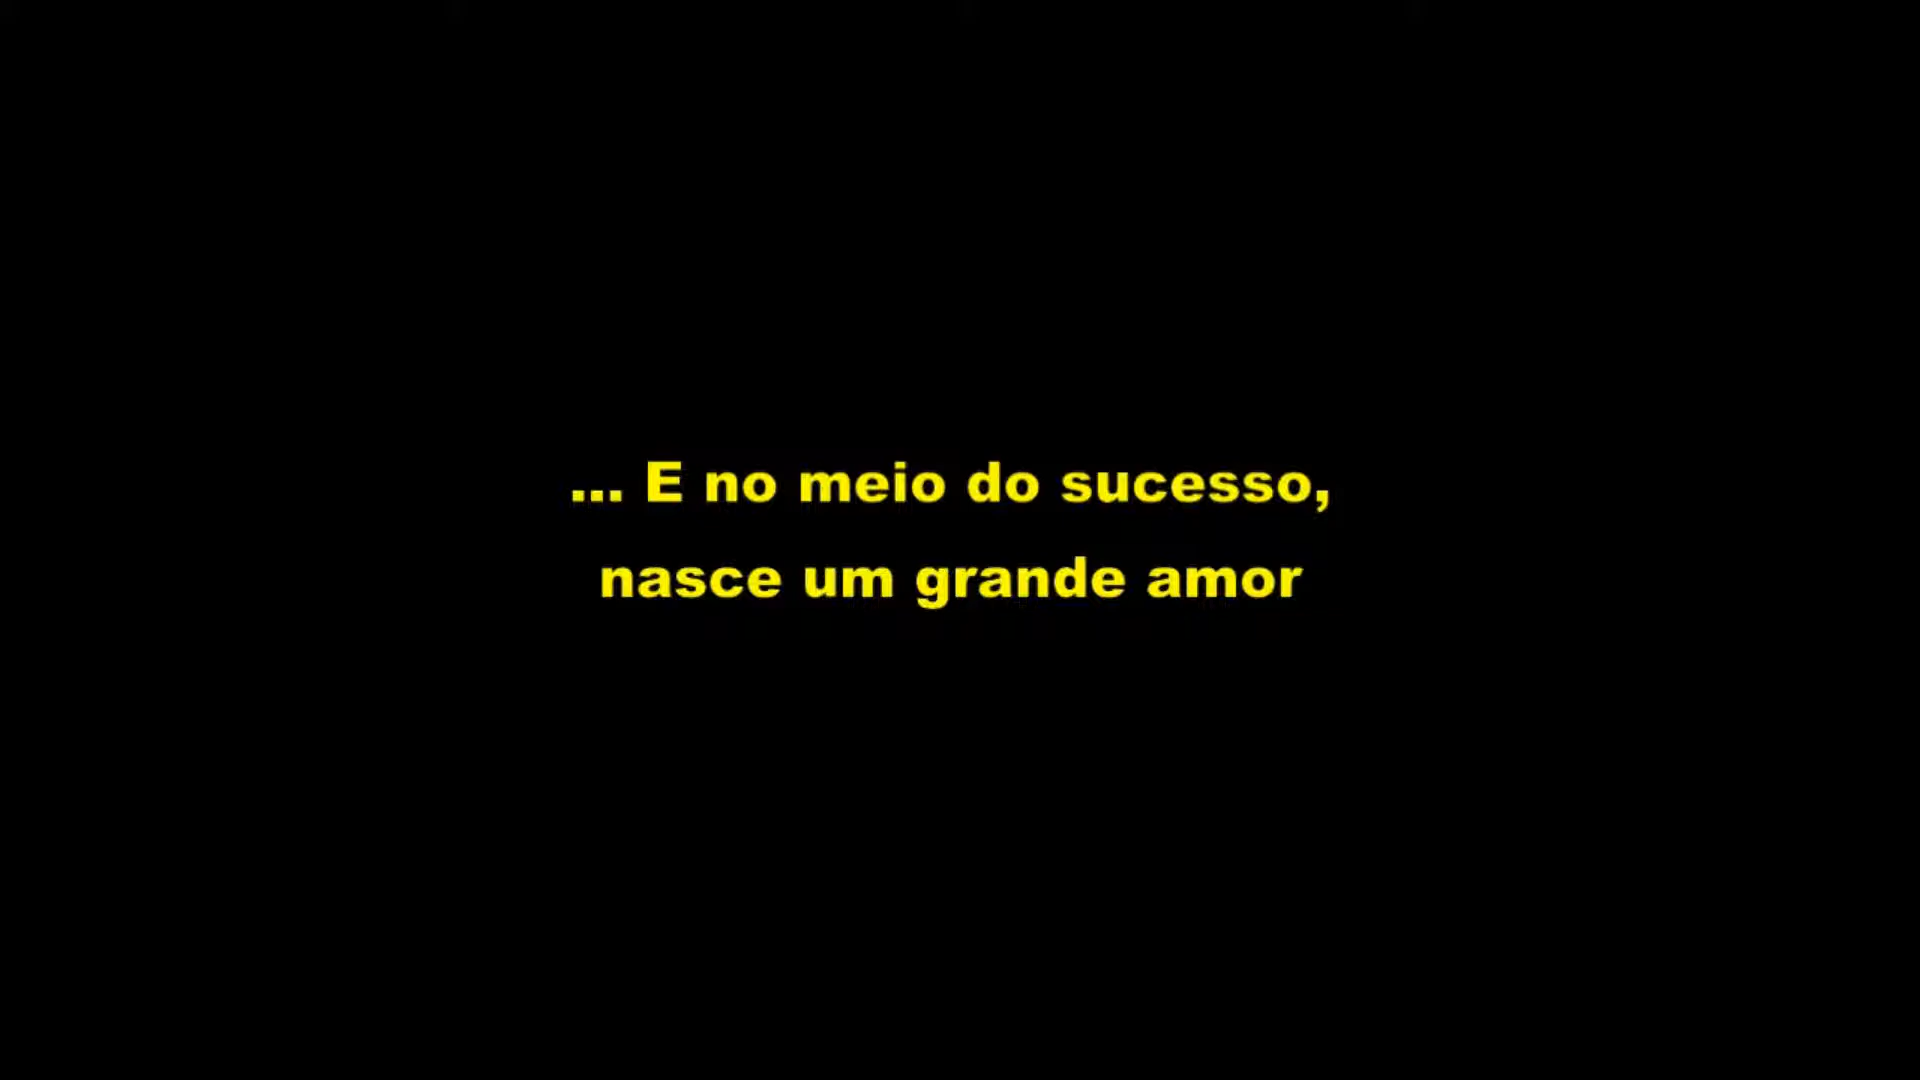 ... E no meio do sucesso,
nasce um grande amor